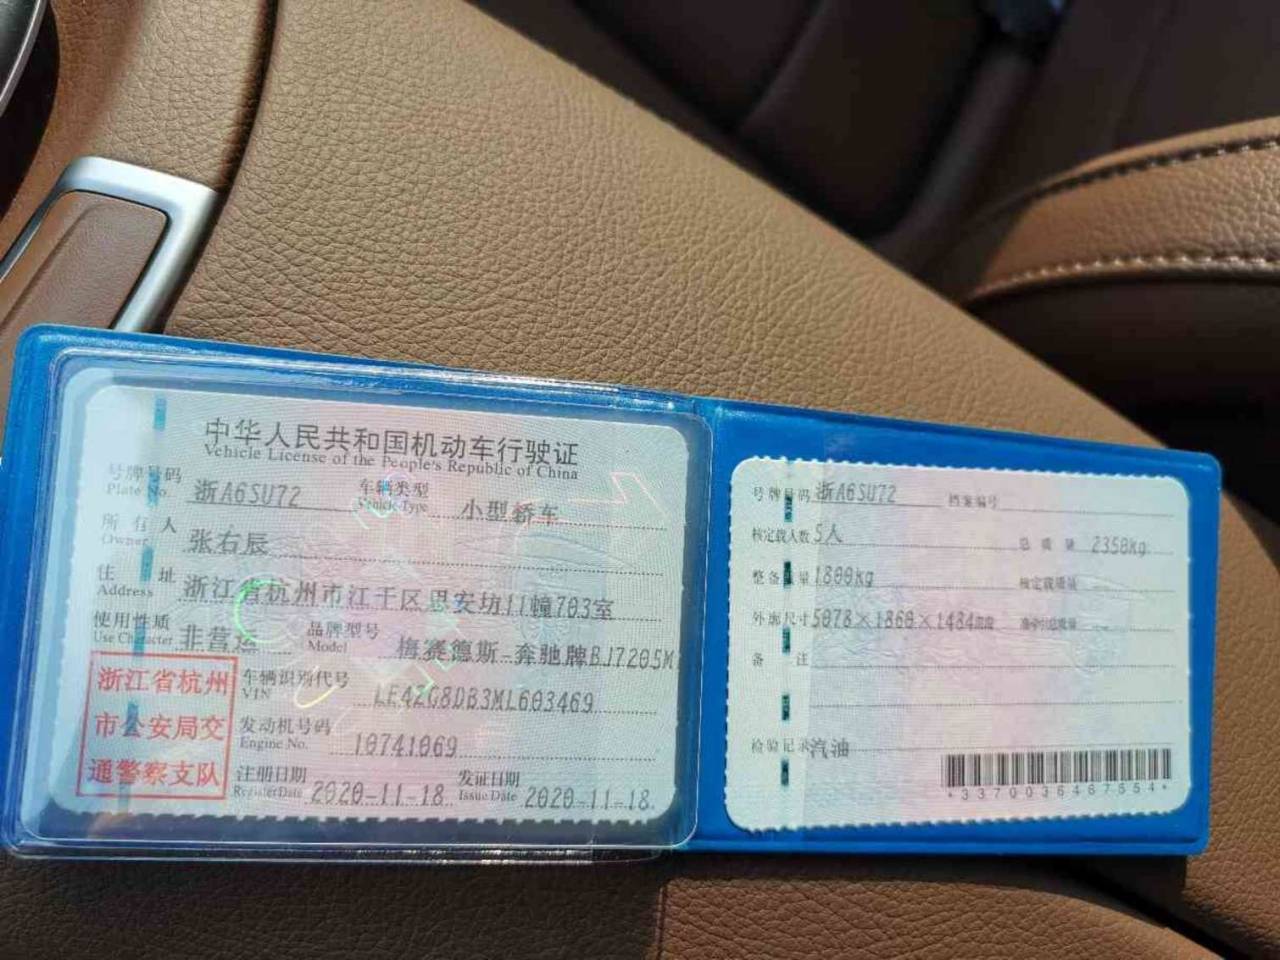 中华人民共和国机动车行驶证
Vehicle License of the People's Republic of China
号牌号码 浙A6SU72 车辆类型 小型轿车
Plate No. Vehicle Type
所有人 张右辰
Owner
住址 浙江省杭州市江干区思安坊11幢703室
Address
使用性质 非营运 品牌型号 梅赛德斯-奔驰牌BJ7205M
Use Character Model
浙江省杭州
市公安局交
通警察支队
车辆识别代号 LE42G8DB3ML603469
VIN
发动机号码 10741069
Engine No.
注册日期 2020-11-18 发证日期 2020-11-18
Register Date Issue Date
号牌号码 浙A6SU72 档案编号
核定载人数 5人 总质量 2350kg
整备质量 1800kg 核定载质量 --
外廓尺寸 5078×1860×1484mm 准牵引总质量 --
备注
检验记录 汽油
*3370036467554*